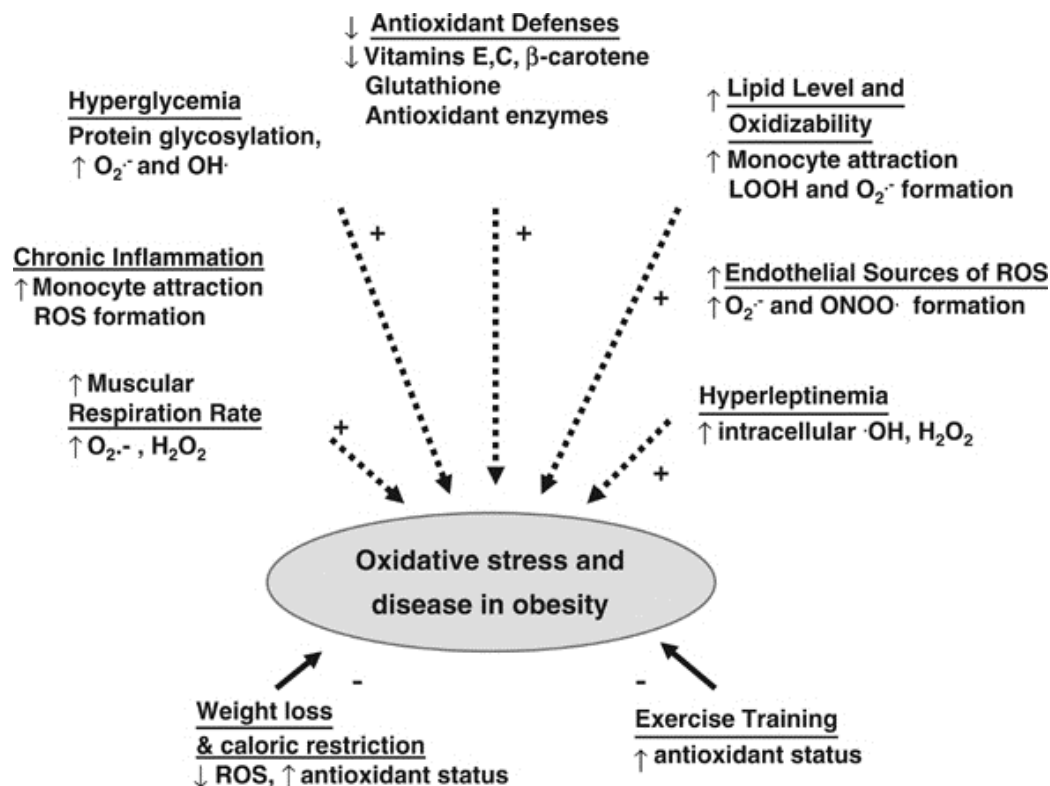 ↓ Antioxidant Defenses
↓ Vitamins E,C, β-carotene
Glutathione
Antioxidant enzymes
Hyperglycemia
Protein glycosylation,
↑ O₂·- and OH·
↑ Lipid Level and
Oxidizability
↑ Monocyte attraction
LOOH and O₂·- formation
+
+
Chronic Inflammation
↑ Monocyte attraction
ROS formation
↑ Endothelial Sources of ROS
↑ O₂·- and ONOO· formation
+
↑ Muscular
Respiration Rate
↑ O₂.- , H₂O₂
+
Hyperleptinemia
↑ intracellular ·OH, H₂O₂
+
Oxidative stress and
disease in obesity
-
-
Weight loss
& caloric restriction
↓ ROS, ↑ antioxidant status
Exercise Training
↑ antioxidant status